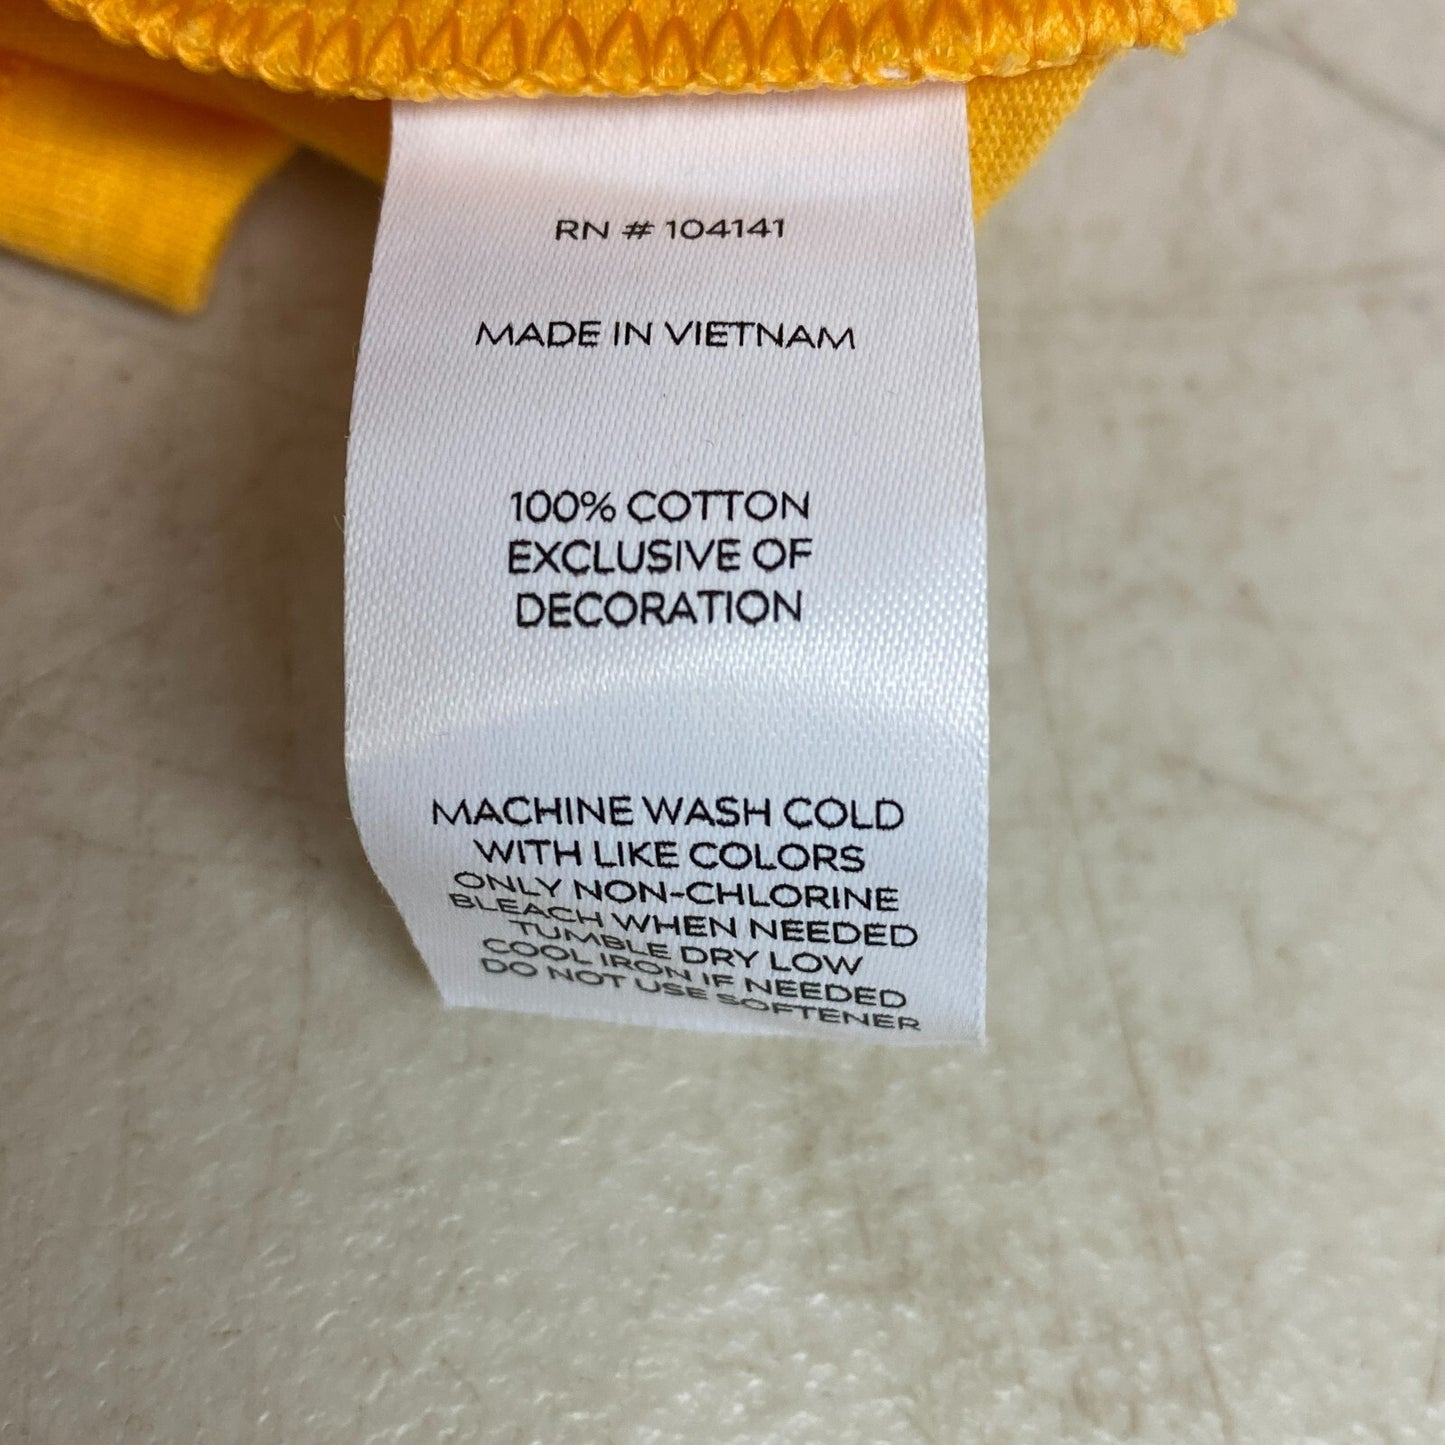 RN # 104141
MADE IN VIETNAM
100% COTTON
EXCLUSIVE OF
DECORATION
MACHINE WASH COLD
WITH LIKE COLORS
ONLY NON-CHLORINE
BLEACH WHEN NEEDED
TUMBLE DRY LOW
COOL IRON IF NEEDED
DO NOT USE SOFTENER